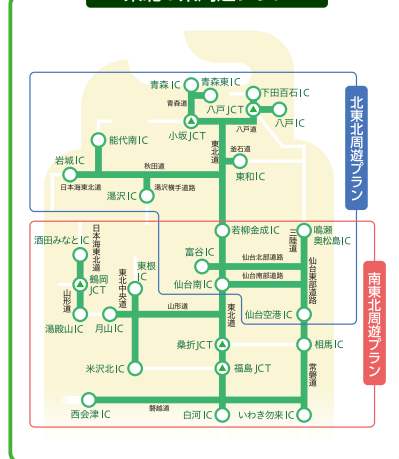 青森IC
青森東IC
下田百石IC
青森道
八戸JCT
八戸IC
小坂JCT
八戸道
能代南IC
東北道
釜石道
岩城IC
秋田道
東和IC
日本海東北道
湯沢横手道路
湯沢IC
北東北周遊プラン
若柳金成IC
三陸道
鳴瀬
奥松島IC
酒田みなとIC
日本海東北道
富谷IC
仙台北部道路
東北中央道
東根
IC
仙台南部道路
仙台東部道路
鶴岡
JCT
仙台南IC
山形道
山形道
東北道
仙台空港IC
湯殿山IC
月山IC
南東北周遊プラン
桑折JCT
相馬IC
米沢北IC
福島JCT
常磐道
西会津IC
磐越道
白河IC
いわき勿来IC